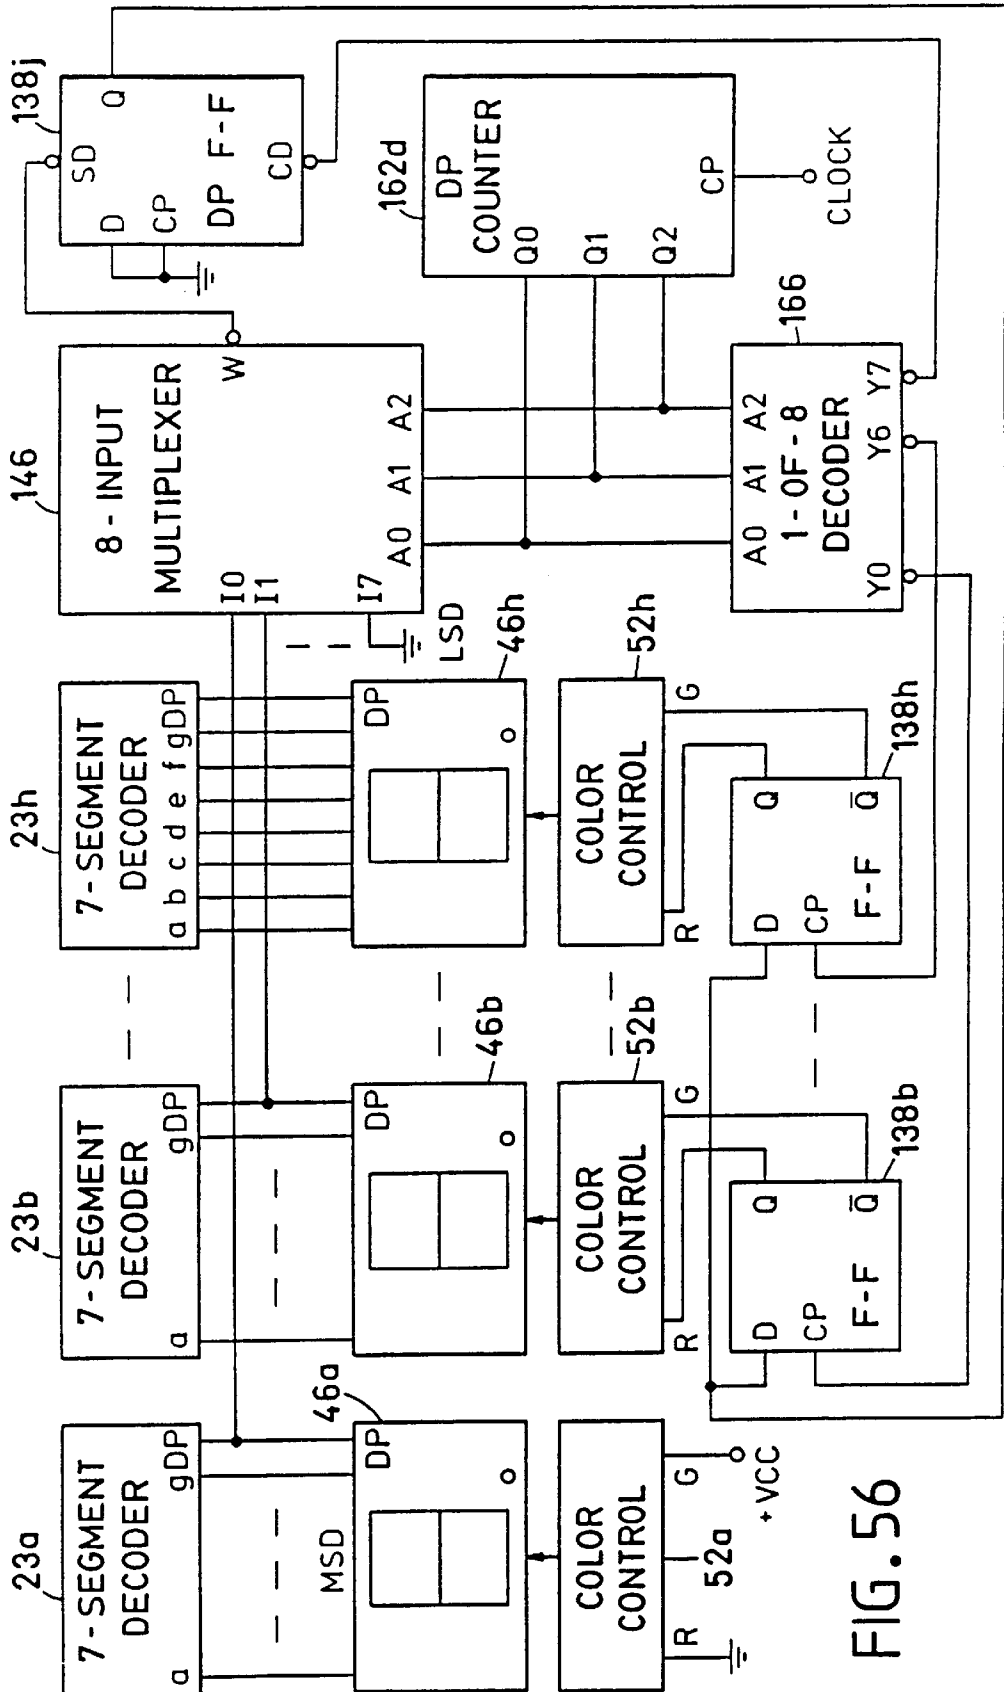 23a
7-SEGMENT
DECODER
a
gDP
23b
7-SEGMENT
DECODER
a
gDP
23h
7-SEGMENT
DECODER
a b c d e f gDP
146
8-INPUT
MULTIPLEXER
I0
I1
I7
W
A0 A1 A2
138j
D
CP
SD
Q
DP F-F
CD
MSD
46a
DP
46b
DP
LSD
46h
DP
162d
DP
COUNTER
Q0
Q1
Q2
CP
CLOCK
COLOR
CONTROL
R
52a
G
+VCC
52b
COLOR
CONTROL
R
G
52h
COLOR
CONTROL
R
G
166
A0 A1 A2
1-OF-8
DECODER
Y0 Y6 Y7
138b
D
CP
Q
Q̅
F-F
138h
D
CP
Q
Q̅
F-F
FIG. 56